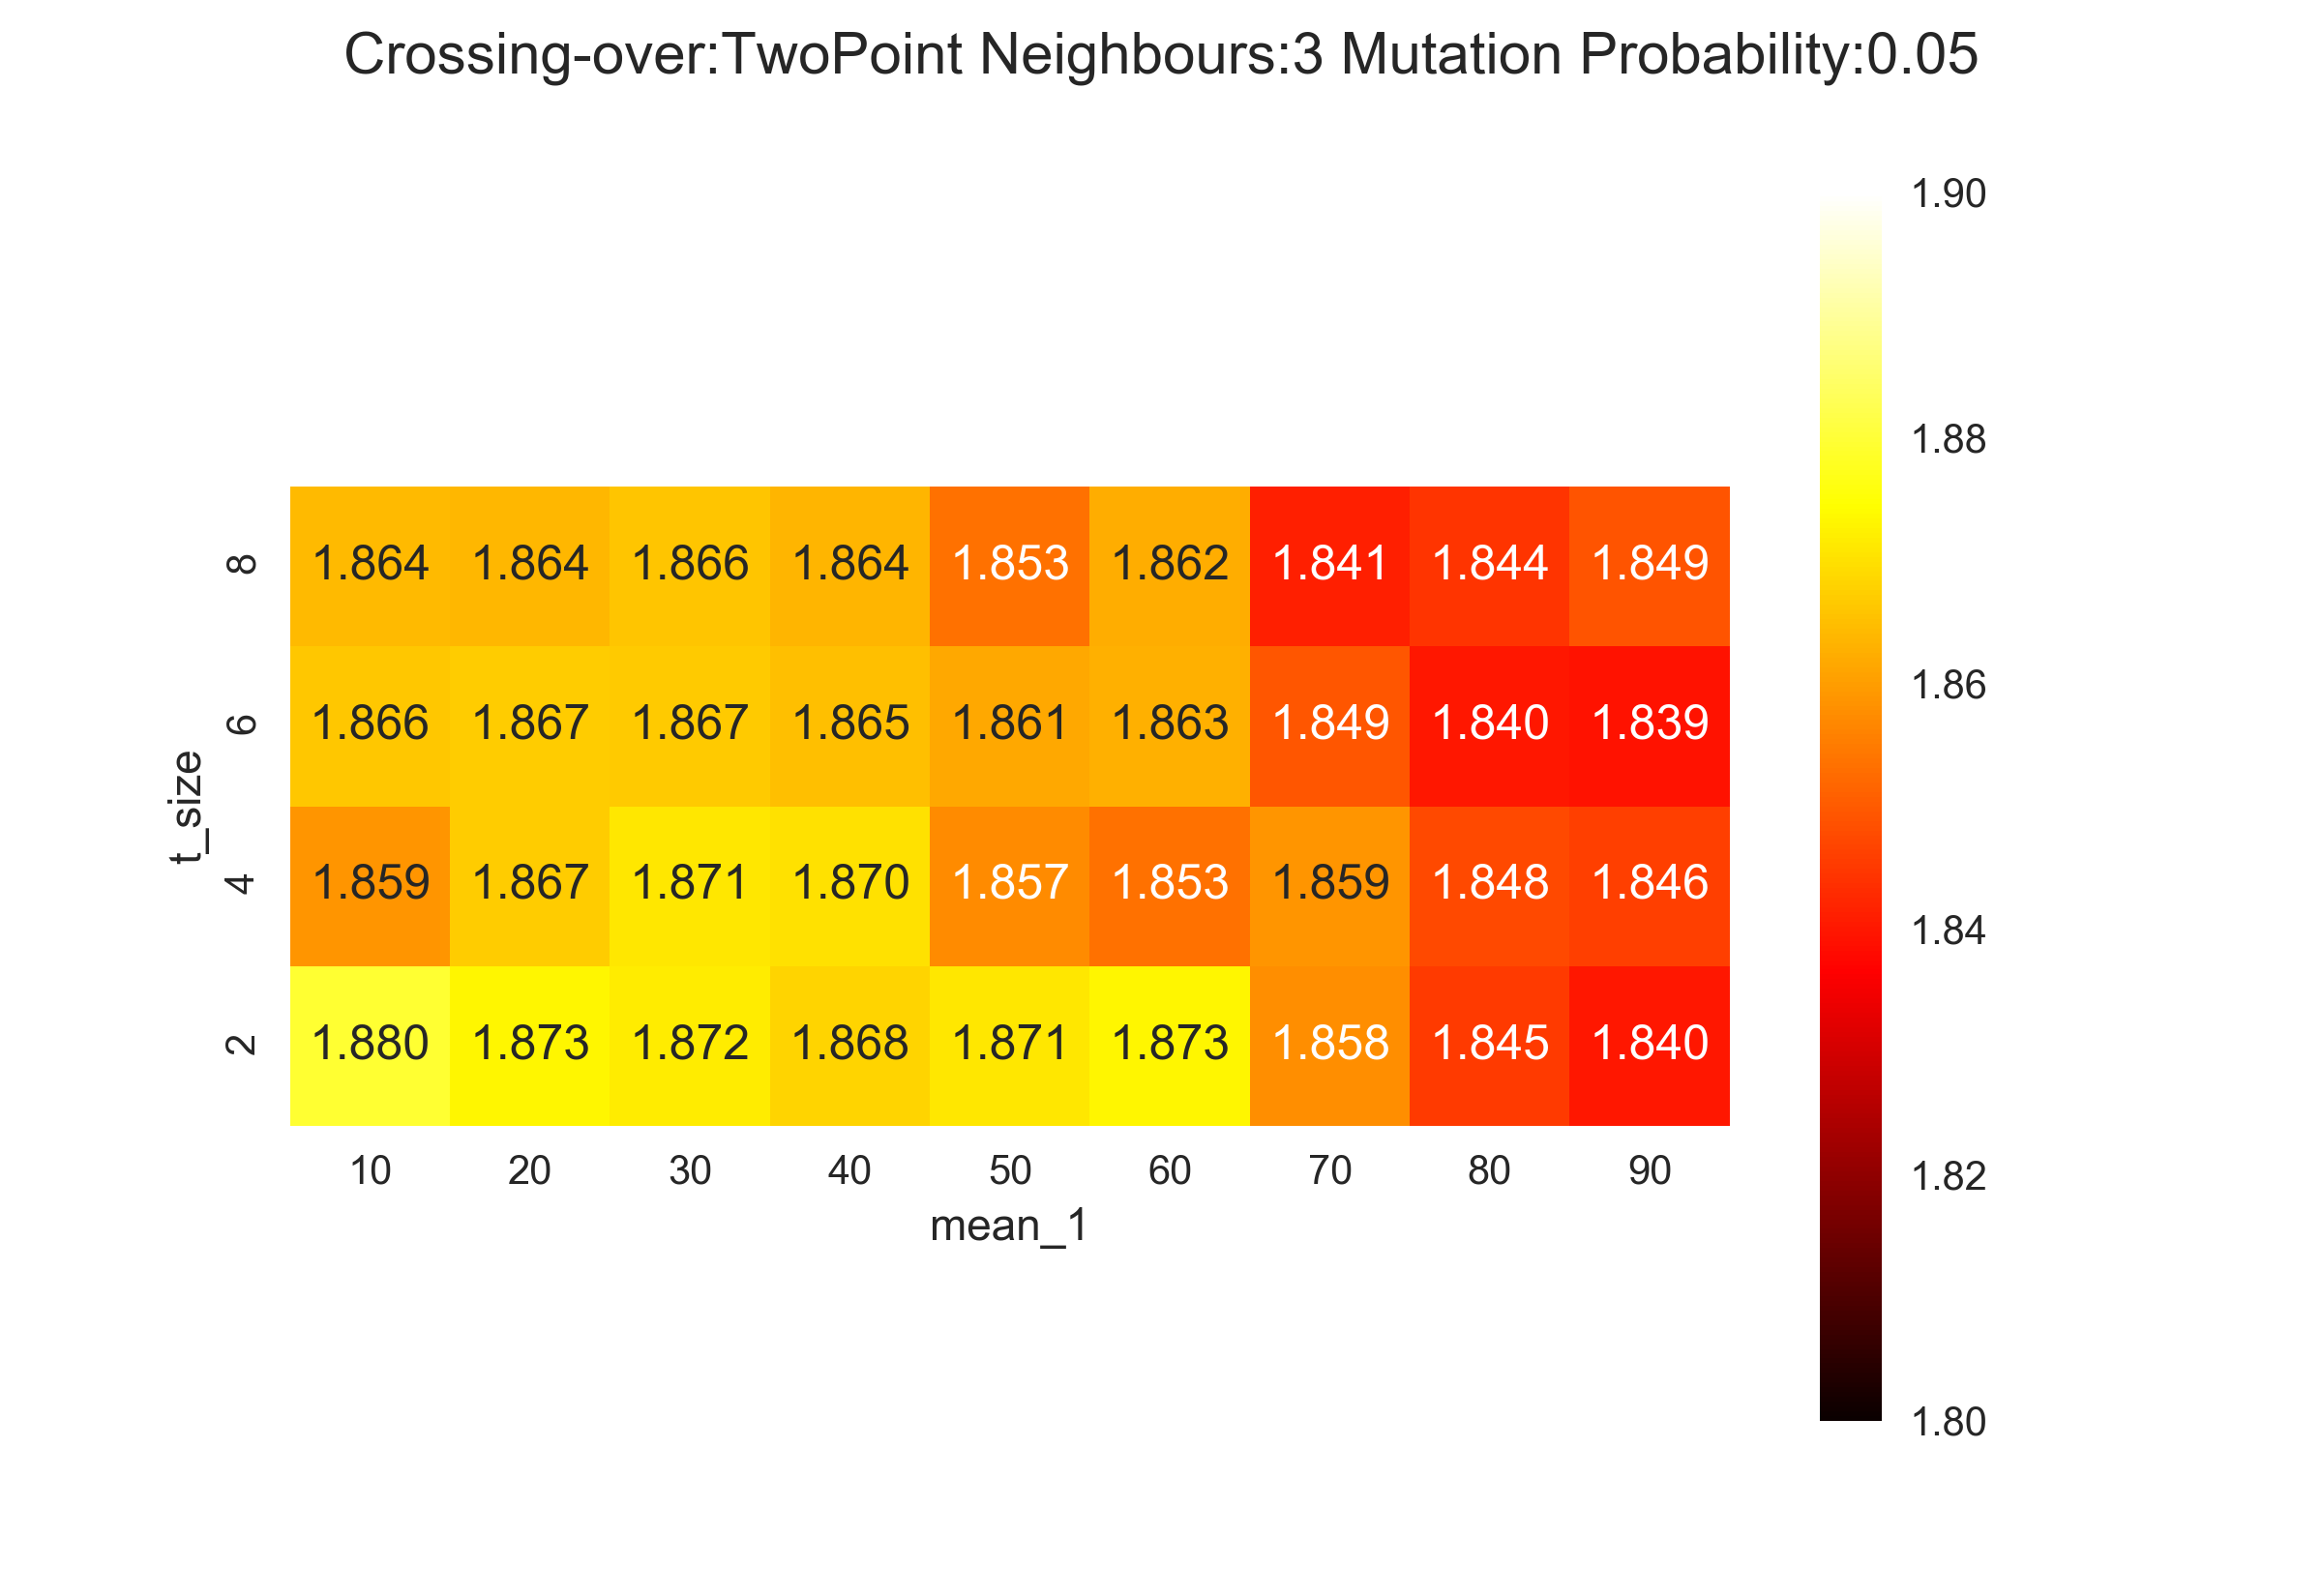 Crossing-over:TwoPoint Neighbours:3 Mutation Probability:0.05
8 1.864 1.864 1.866 1.864 1.853 1.862 1.841 1.844 1.849
6 1.866 1.867 1.867 1.865 1.861 1.863 1.849 1.840 1.839
4 1.859 1.867 1.871 1.870 1.857 1.853 1.859 1.848 1.846
2 1.880 1.873 1.872 1.868 1.871 1.873 1.858 1.845 1.840
t_size
10 20 30 40 50 60 70 80 90
mean_1
1.90
1.88
1.86
1.84
1.82
1.80